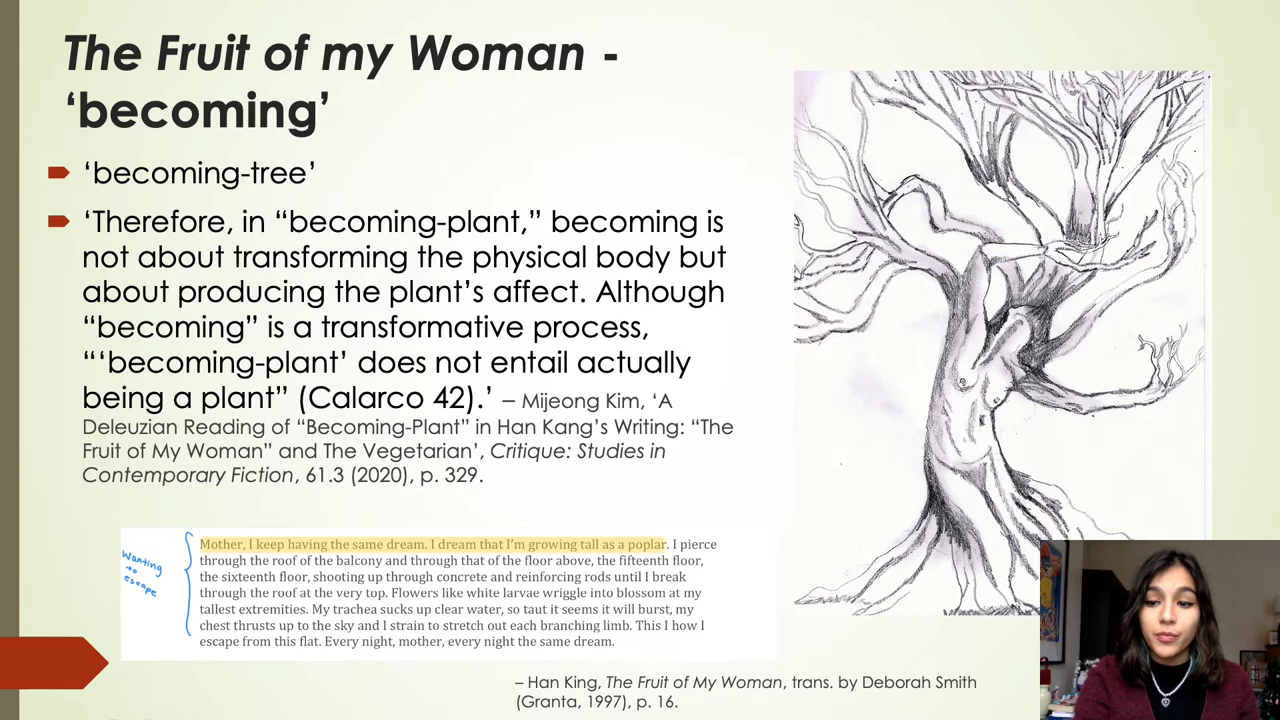 The Fruit of my Woman -
‘becoming’
‘becoming-tree’
‘Therefore, in “becoming-plant,” becoming is
not about transforming the physical body but
about producing the plant’s affect. Although
“becoming” is a transformative process,
“‘becoming-plant’ does not entail actually
being a plant” (Calarco 42).’ – Mijeong Kim, ‘A
Deleuzian Reading of “Becoming-Plant” in Han Kang’s Writing: “The
Fruit of My Woman” and The Vegetarian’, Critique: Studies in
Contemporary Fiction, 61.3 (2020), p. 329.
Wanting
to
escape
Mother, I keep having the same dream. I dream that I’m growing tall as a poplar. I pierce
through the roof of the balcony and through that of the floor above, the fifteenth floor,
the sixteenth floor, shooting up through concrete and reinforcing rods until I break
through the roof at the very top. Flowers like white larvae wriggle into blossom at my
tallest extremities. My trachea sucks up clear water, so taut it seems it will burst, my
chest thrusts up to the sky and I strain to stretch out each branching limb. This I how I
escape from this flat. Every night, mother, every night the same dream.
– Han King, The Fruit of My Woman, trans. by Deborah Smith
(Granta, 1997), p. 16.